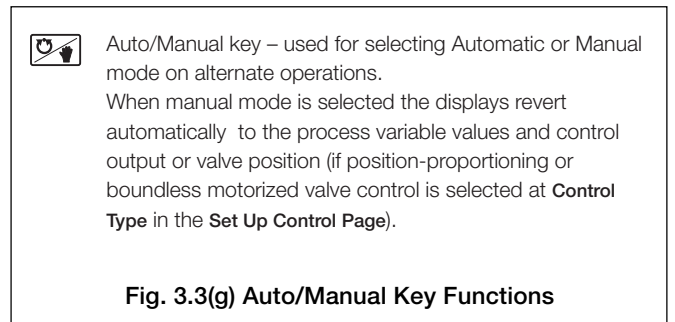 Auto/Manual key – used for selecting Automatic or Manual
mode on alternate operations.
When manual mode is selected the displays revert
automatically to the process variable values and control
output or valve position (if position-proportioning or
boundless motorized valve control is selected at Control
Type in the Set Up Control Page).
Fig. 3.3(g) Auto/Manual Key Functions